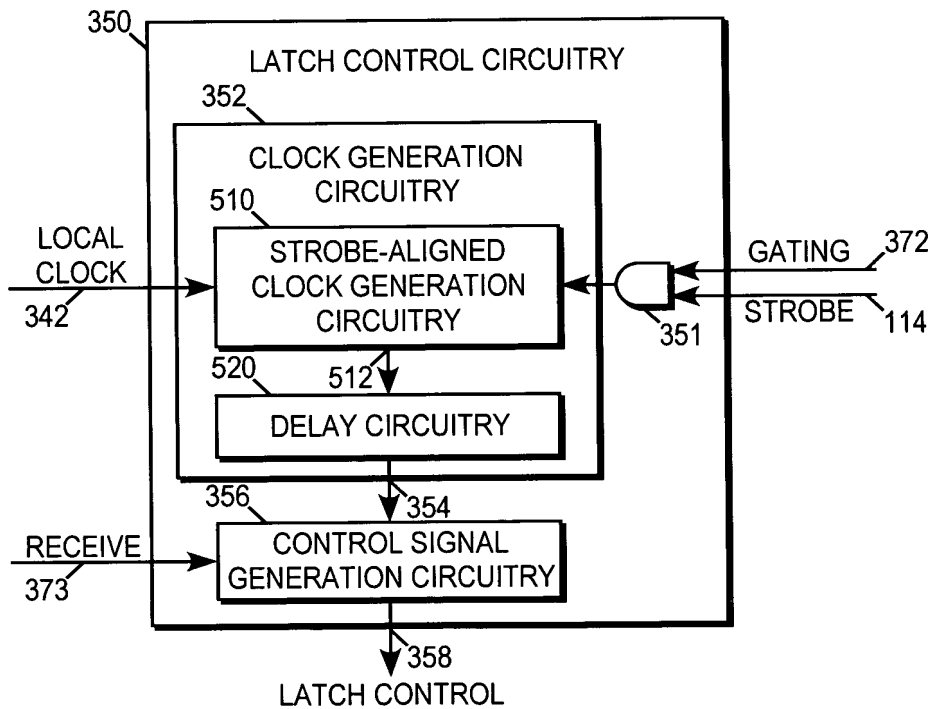 350
LATCH CONTROL CIRCUITRY
352
CLOCK GENERATION
CIRCUITRY
510
STROBE-ALIGNED
CLOCK GENERATION
CIRCUITRY
LOCAL
CLOCK
342
GATING
372
STROBE
114
351
512
520
DELAY CIRCUITRY
354
356
CONTROL SIGNAL
GENERATION CIRCUITRY
RECEIVE
373
358
LATCH CONTROL